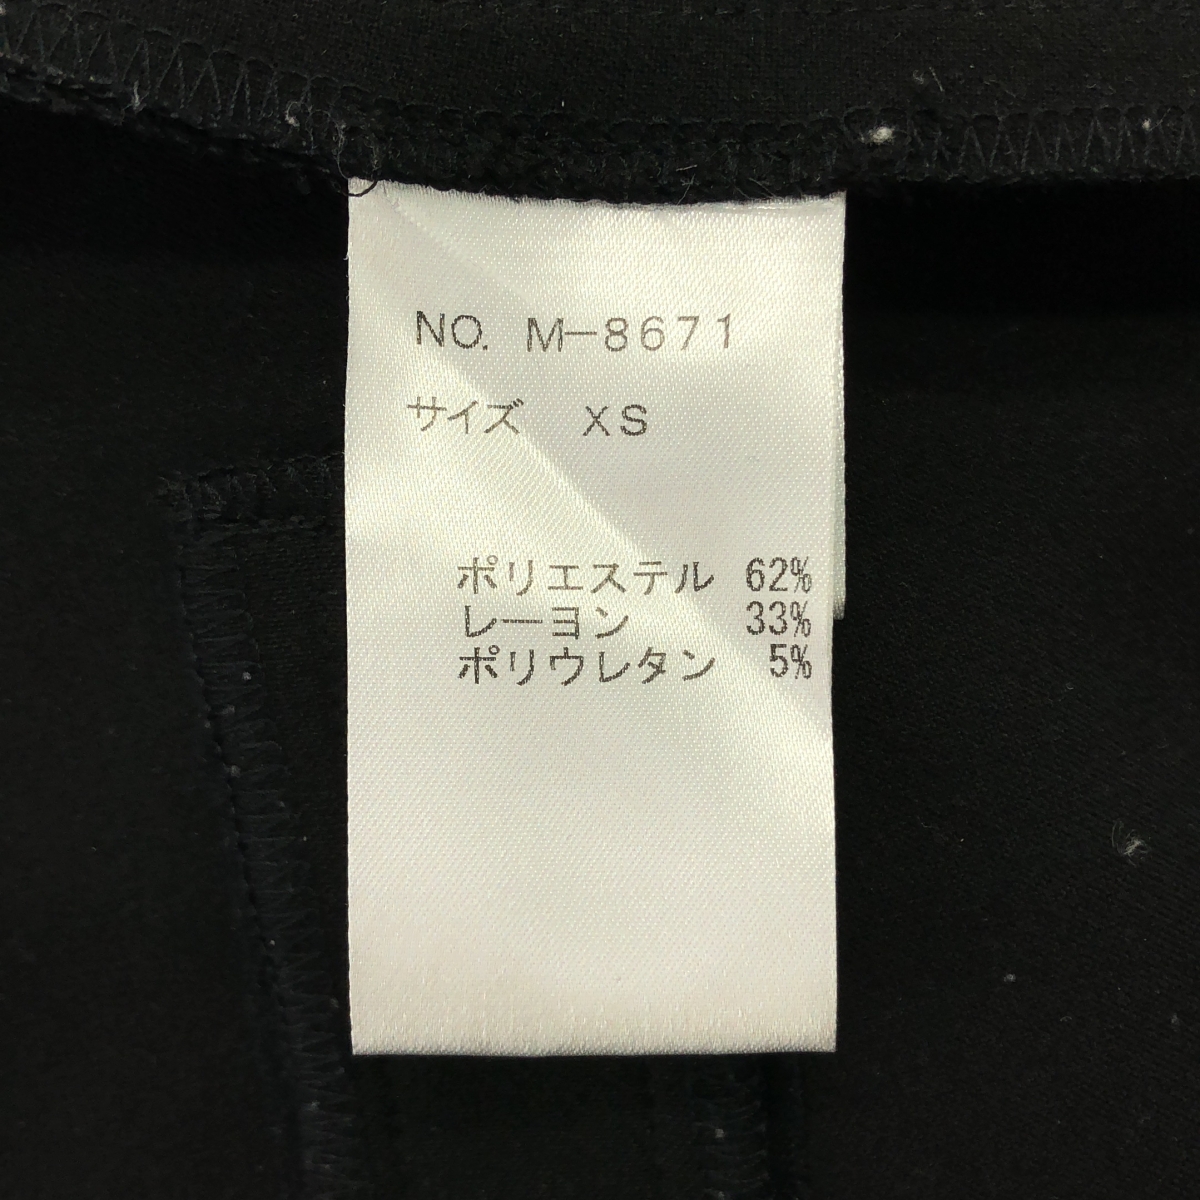 NO. M-8671
サイズ XS
ポリエステル 62%
レーヨン 33%
ポリウレタン 5%